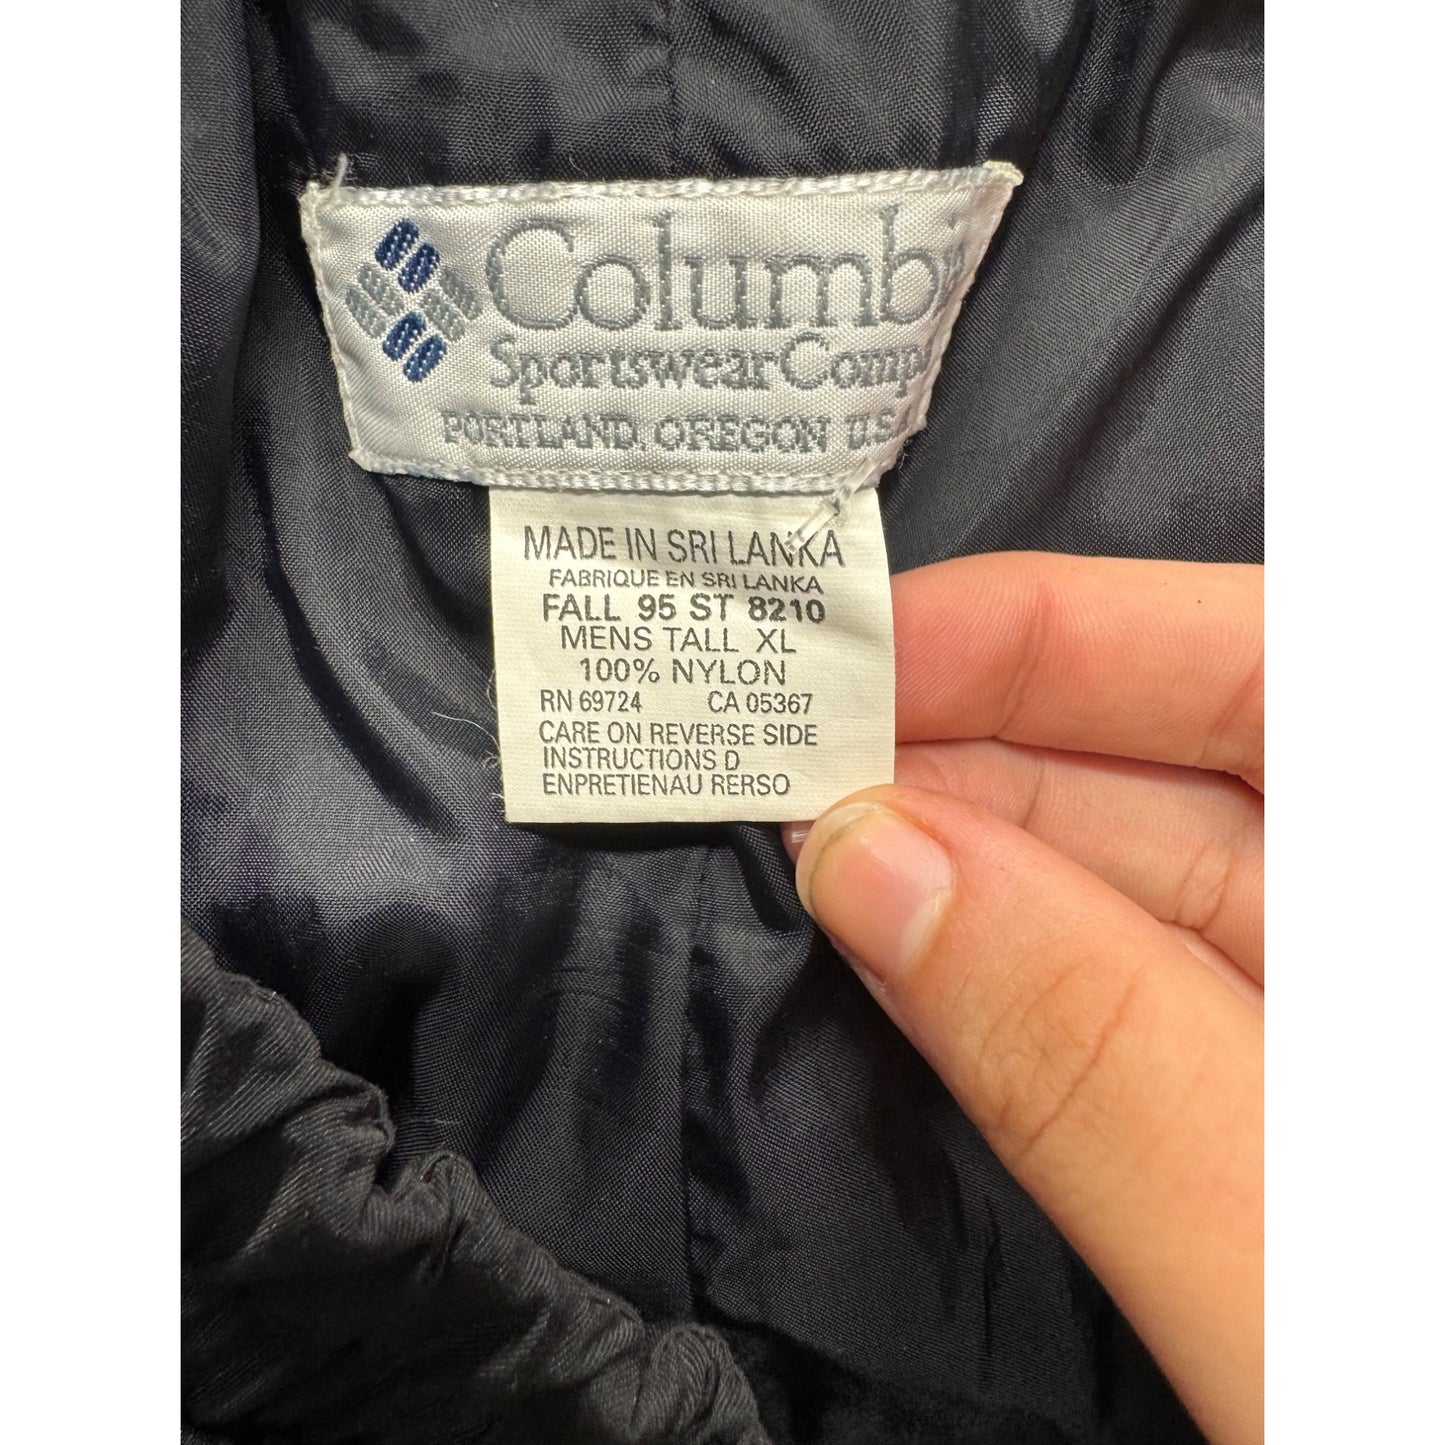 Columbi
Sportswear Comp
PORTLAND, OREGON U.S.A
MADE IN SRI LANKA
FABRIQUE EN SRI LANKA
FALL 95 ST 8210
MENS TALL XL
100% NYLON
RN 69724 CA 05367
CARE ON REVERSE SIDE
INSTRUCTIONS D
ENPRETIENAU RERSO